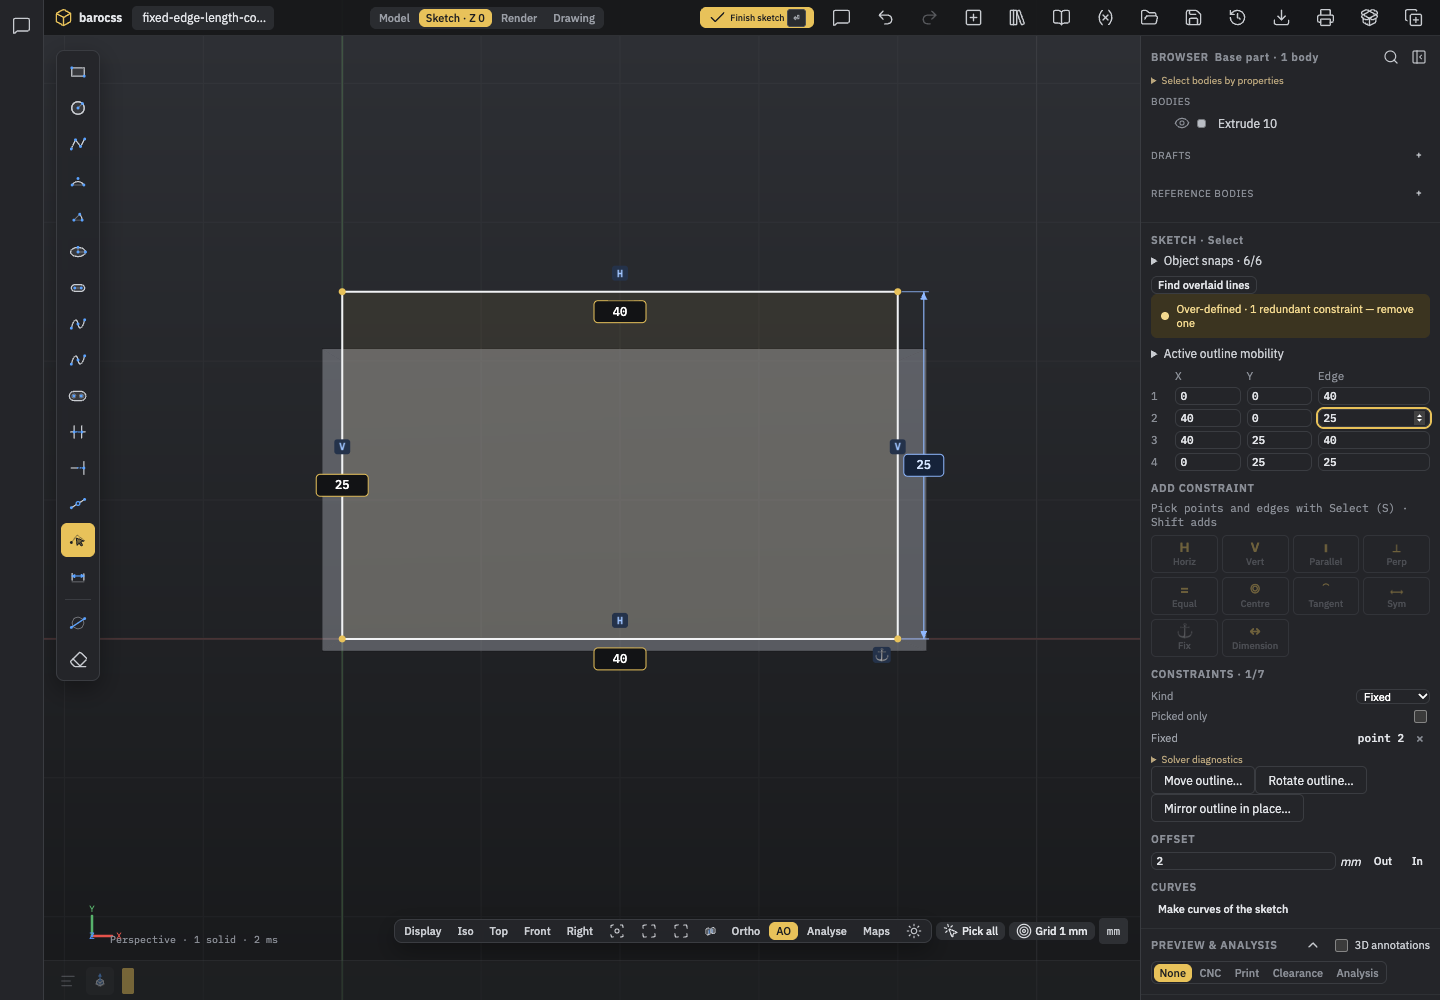 barocss
fixed-edge-length-co...
Model
Sketch · Z 0
Render
Drawing
Finish sketch
BROWSER Base part · 1 body
Select bodies by properties
BODIES
Extrude 10
DRAFTS
REFERENCE BODIES
SKETCH · Select
Object snaps · 6/6
Find overlaid lines
Over-defined · 1 redundant constraint — remove
one
Active outline mobility
X Y Edge
1 0 0 40
2 40 0 25
3 40 25 40
4 0 25 25
ADD CONSTRAINT
Pick points and edges with Select (S) ·
Shift adds
H V
Horiz Vert Parallel Perp
Equal Centre Tangent Sym
Fix Dimension
CONSTRAINTS · 1/7
Kind Fixed
Picked only
Fixed point 2 ×
Solver diagnostics
Move outline... Rotate outline...
Mirror outline in place...
OFFSET
2 mm Out In
CURVES
Make curves of the sketch
PREVIEW & ANALYSIS 3D annotations
None CNC Print Clearance Analysis
H
40
V
V
25
25
H
40
Y
X
Z
Perspective · 1 solid · 2 ms
Display Iso Top Front Right Ortho AO Analyse Maps Pick all Grid 1 mm mm